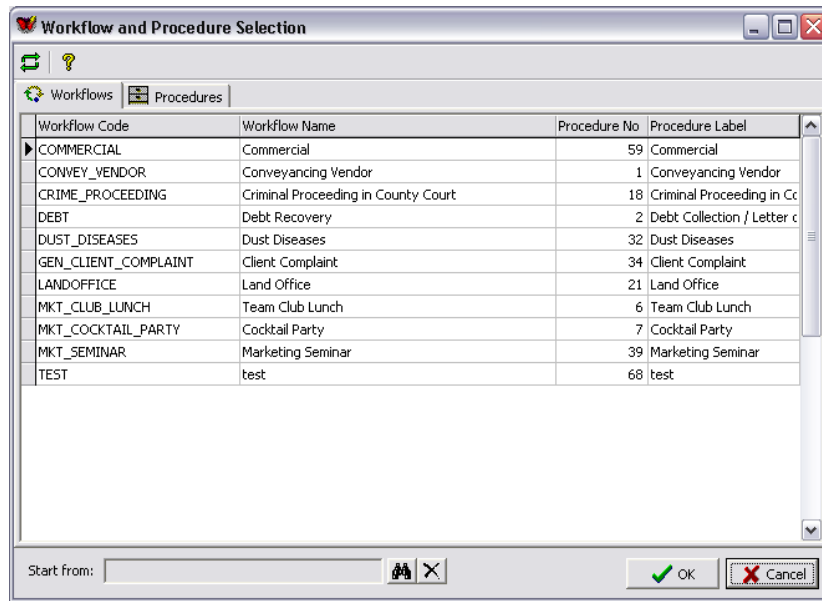 Workflow and Procedure Selection
Workflows Procedures
Workflow Code Workflow Name Procedure No Procedure Label
COMMERCIAL Commercial 59 Commercial
CONVEY_VENDOR Conveyancing Vendor 1 Conveyancing Vendor
CRIME_PROCEEDING Criminal Proceeding in County Court 18 Criminal Proceeding in Co
DEBT Debt Recovery 2 Debt Collection / Letter
DUST_DISEASES Dust Diseases 32 Dust Diseases
GEN_CLIENT_COMPLAINT Client Complaint 34 Client Complaint
LANDOFFICE Land Office 21 Land Office
MKT_CLUB_LUNCH Team Club Lunch 6 Team Club Lunch
MKT_COCKTAIL_PARTY Cocktail Party 7 Cocktail Party
MKT_SEMINAR Marketing Seminar 39 Marketing Seminar
TEST test 68 test
Start from: OK Cancel